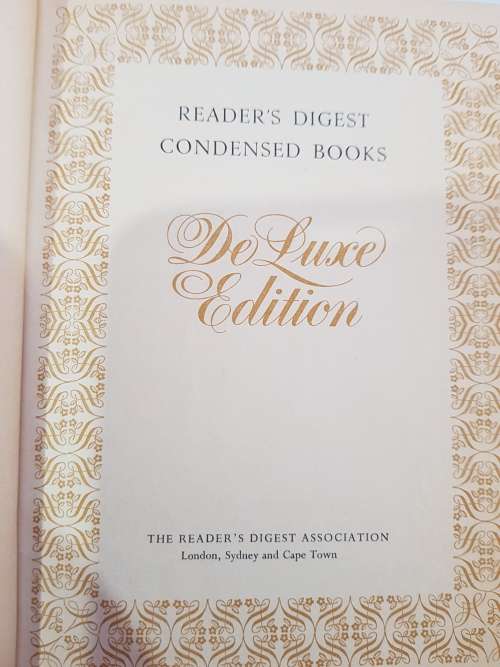 READER'S DIGEST
CONDENSED BOOKS
De Luxe
Edition
THE READER'S DIGEST ASSOCIATION
London, Sydney and Cape Town